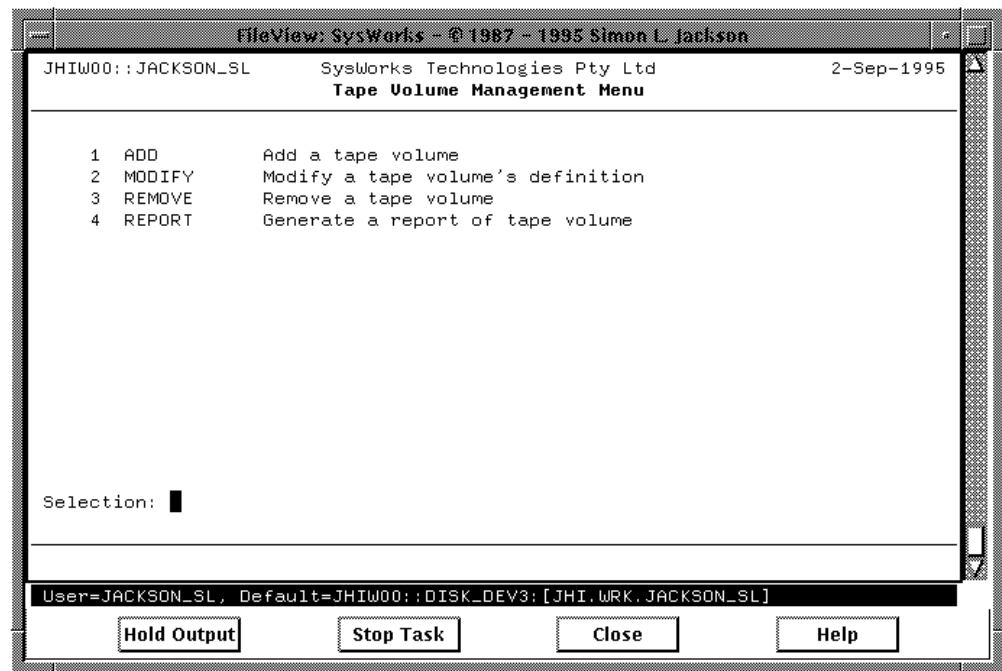 FileView: SysWorks - © 1987 - 1995 Simon L. Jackson
JHIW00::JACKSON_SL SysWorks Technologies Pty Ltd 2-Sep-1995
Tape Volume Management Menu
1 ADD Add a tape volume
2 MODIFY Modify a tape volume's definition
3 REMOVE Remove a tape volume
4 REPORT Generate a report of tape volume
Selection:
User=JACKSON_SL, Default=JHIW00::DISK_DEV3:[JHI.WRK.JACKSON_SL]
Hold Output Stop Task Close Help